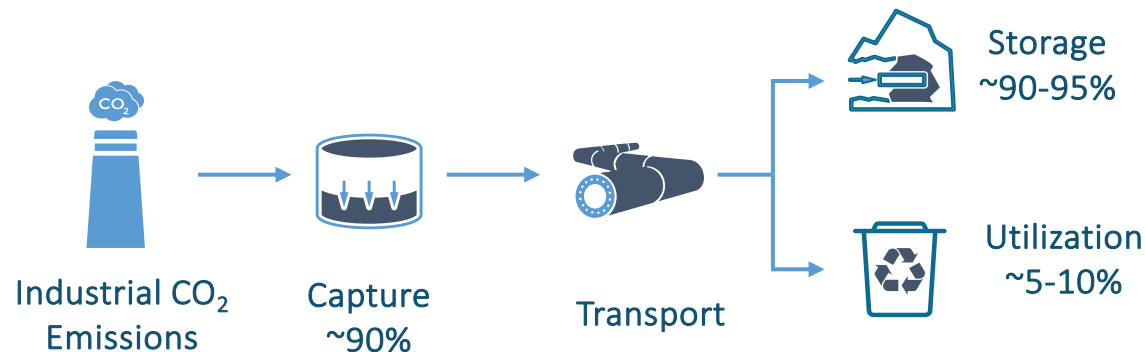 CO₂
Industrial CO₂
Emissions
Capture
~90%
Transport
Storage
~90-95%
Utilization
~5-10%